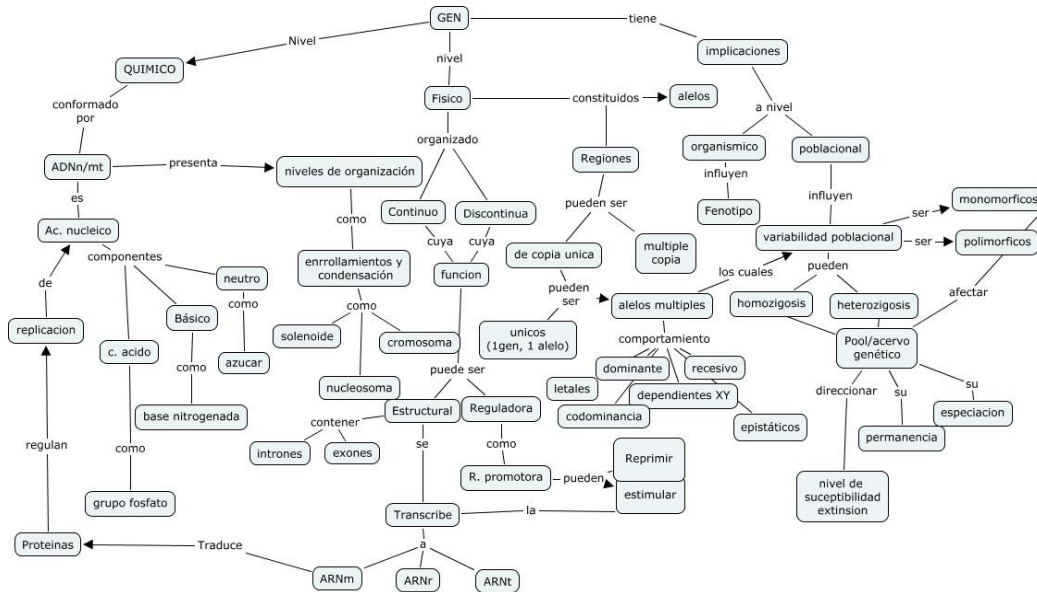 GEN
tiene
Nivel
implicaciones
nivel
QUIMICO
Fisico
constituidos
alelos
a nivel
conformado
por
organizado
organismico
poblacional
Regiones
ADNn/mt
presenta
niveles de organización
influyen
influyen
es
pueden ser
monomorficos
Continuo
Discontinua
Fenotipo
ser
Ac. nucleico
como
variabilidad poblacional
ser
polimorficos
cuya
cuya
de copia unica
multiple
copia
componentes
enrrollamientos y
condensación
funcion
los cuales
pueden
neutro
de
pueden
ser
alelos multiples
homozigosis
heterozigosis
afectar
como
como
Básico
replicacion
solenoide
cromosoma
unicos
(1gen, 1 alelo)
comportamiento
Pool/acervo
genético
c. acido
azucar
como
puede ser
dominante
recesivo
nucleosoma
letales
dependientes XY
direccionar
su
su
base nitrogenada
Estructural
Reguladora
codominancia
epistáticos
especiacion
contener
permanencia
regulan
como
intrones
exones
se
como
Reprimir
R. promotora
pueden
estimular
nivel de
suceptibilidad
extinsion
grupo fosfato
Transcribe
la
Proteinas
Traduce
a
ARNm
ARNr
ARNt